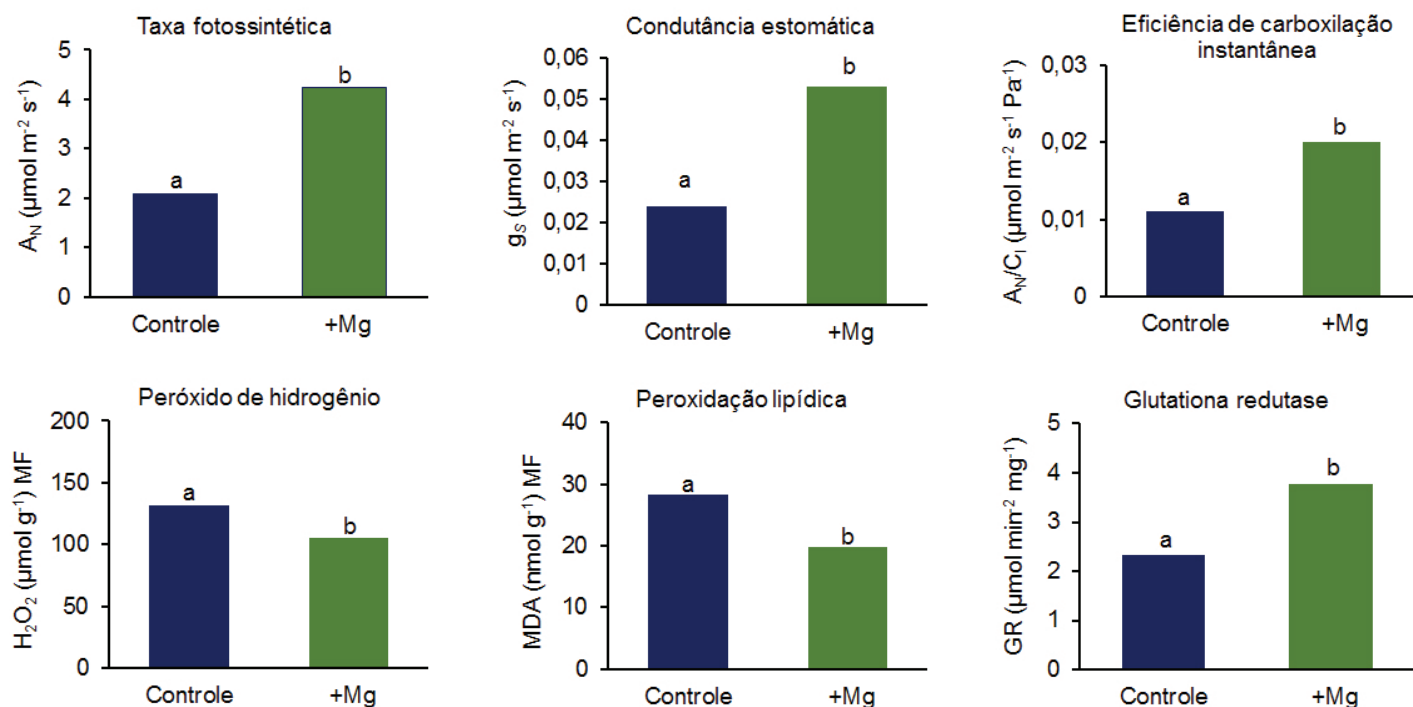 Taxa fotossintética
A_N (µmol m⁻² s⁻¹)
5
4
3
2
1
0
a
b
Controle
+Mg
Condutância estomática
g_S (µmol m⁻² s⁻¹)
0,06
0,05
0,04
0,03
0,02
0,01
0
a
b
Controle
+Mg
Eficiência de carboxilação
instantânea
A_N/C_I (µmol m⁻² s⁻¹ Pa⁻¹)
0,03
0,02
0,01
0
a
b
Controle
+Mg
Peróxido de hidrogênio
H₂O₂ (µmol g⁻¹) MF
200
150
100
50
0
a
b
Controle
+Mg
Peroxidação lipídica
MDA (nmol g⁻¹) MF
40
30
20
10
0
a
b
Controle
+Mg
Glutationa redutase
GR (µmol min⁻² mg⁻¹)
5
4
3
2
1
0
a
b
Controle
+Mg